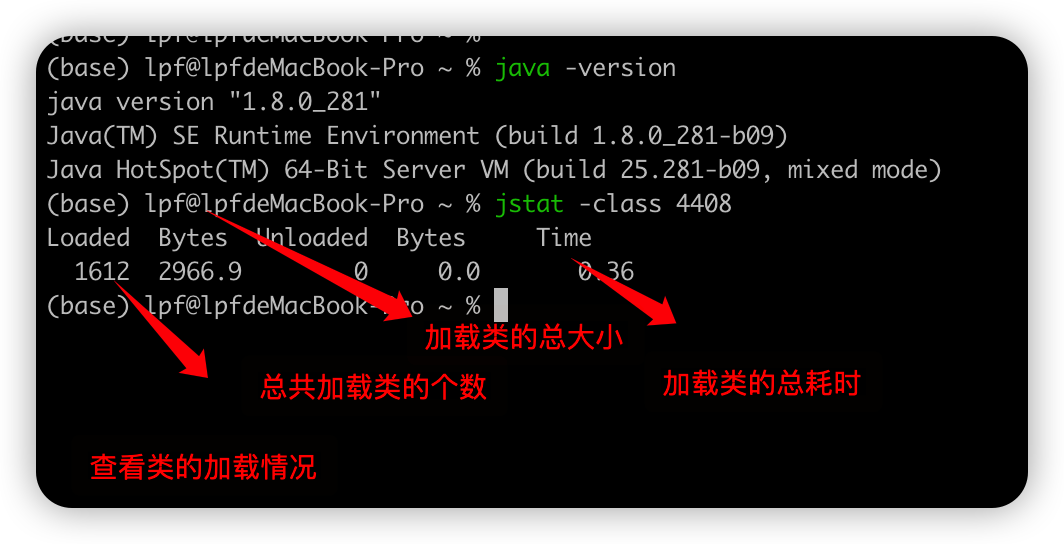 (base) lpf@lpfdeMacBook-Pro ~ %
(base) lpf@lpfdeMacBook-Pro ~ % java -version
java version "1.8.0_281"
Java(TM) SE Runtime Environment (build 1.8.0_281-b09)
Java HotSpot(TM) 64-Bit Server VM (build 25.281-b09, mixed mode)
(base) lpf@lpfdeMacBook-Pro ~ % jstat -class 4408
Loaded  Bytes  Unloaded  Bytes     Time
  1612  2966.9        0     0.0       0.36
(base) lpf@lpfdeMacBook-Pro ~ %
加载类的总大小
总共加载类的个数
加载类的总耗时
查看类的加载情况